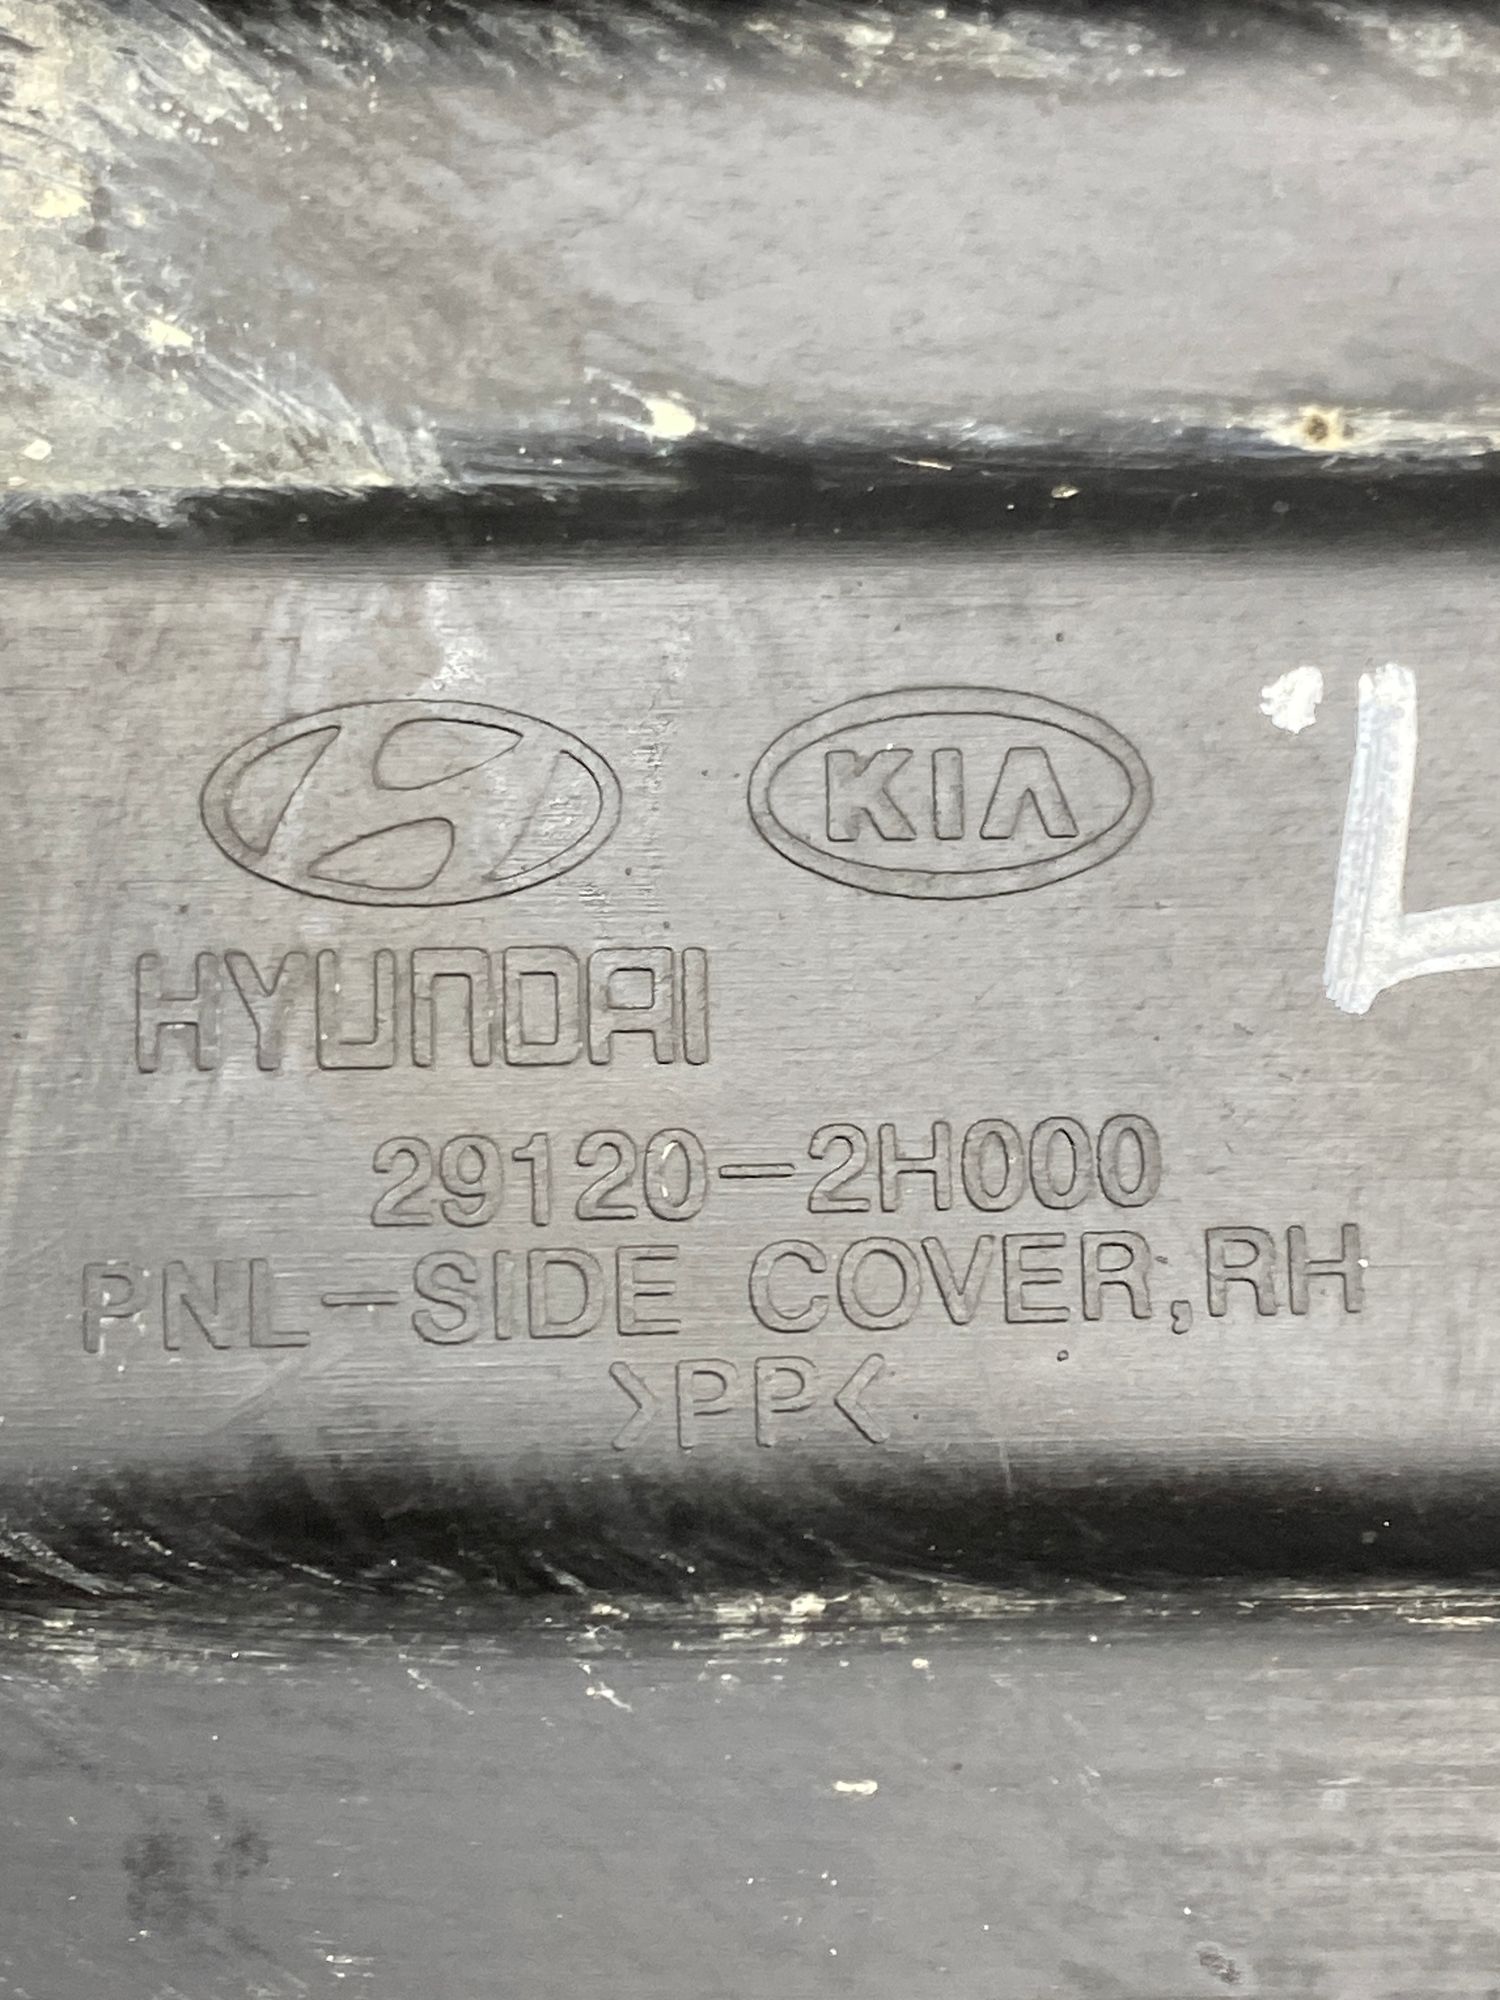 KIA
HYUNDAI
29120-2H000
PNL-SIDE COVER,RH
>PP<